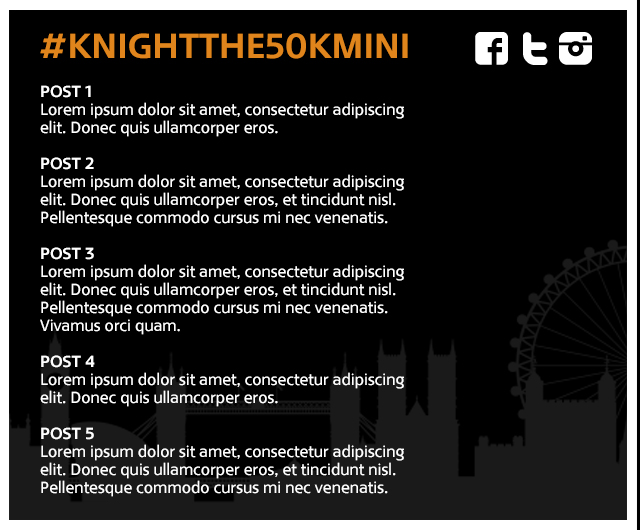 #KNIGHTTHE50KMINI
POST 1
Lorem ipsum dolor sit amet, consectetur adipiscing
elit. Donec quis ullamcorper eros.
POST 2
Lorem ipsum dolor sit amet, consectetur adipiscing
elit. Donec quis ullamcorper eros, et tincidunt nisl.
Pellentesque commodo cursus mi nec venenatis.
POST 3
Lorem ipsum dolor sit amet, consectetur adipiscing
elit. Donec quis ullamcorper eros, et tincidunt nisl.
Pellentesque commodo cursus mi nec venenatis.
Vivamus orci quam.
POST 4
Lorem ipsum dolor sit amet, consectetur adipiscing
elit. Donec quis ullamcorper eros.
POST 5
Lorem ipsum dolor sit amet, consectetur adipiscing
elit. Donec quis ullamcorper eros, et tincidunt nisl.
Pellentesque commodo cursus mi nec venenatis.